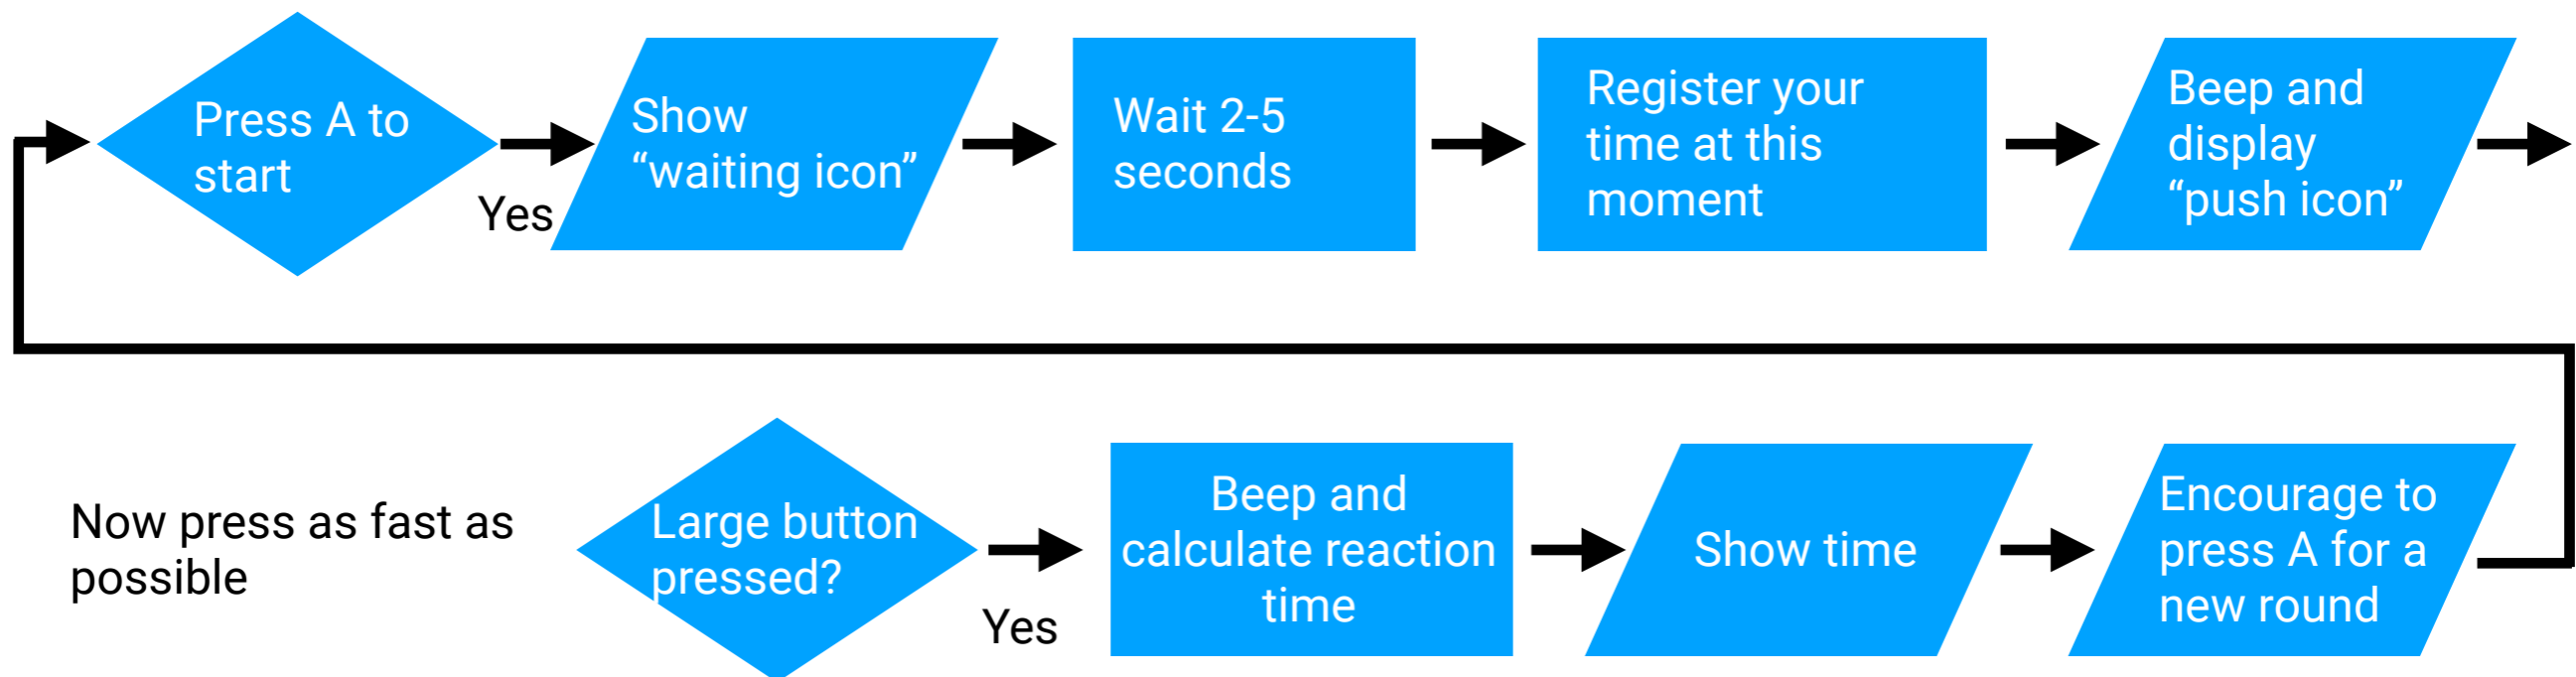 Press A to
start
Yes
Show
“waiting icon”
Wait 2-5
seconds
Register your
time at this
moment
Beep and
display
“push icon”
Now press as fast as
possible
Large button
pressed?
Yes
Beep and
calculate reaction
time
Show time
Encourage to
press A for a
new round